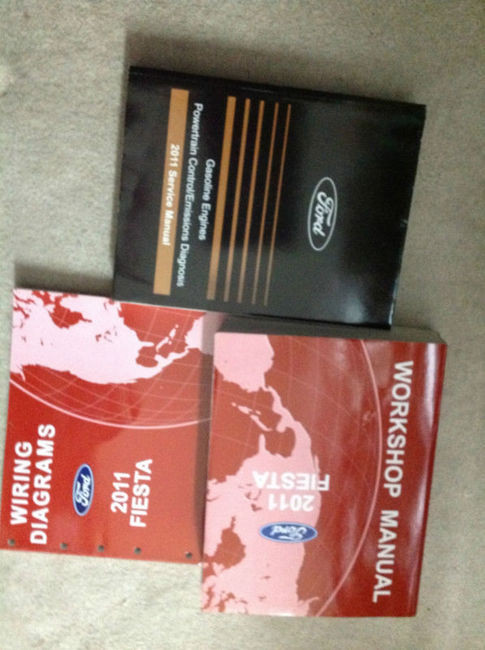 Ford
Gasoline Engines
Powertrain Control/Emissions Diagnosis
2011 Service Manual
WIRING
DIAGRAMS
Ford
2011
FIESTA
WORKSHOP MANUAL
2011
FIESTA
Ford